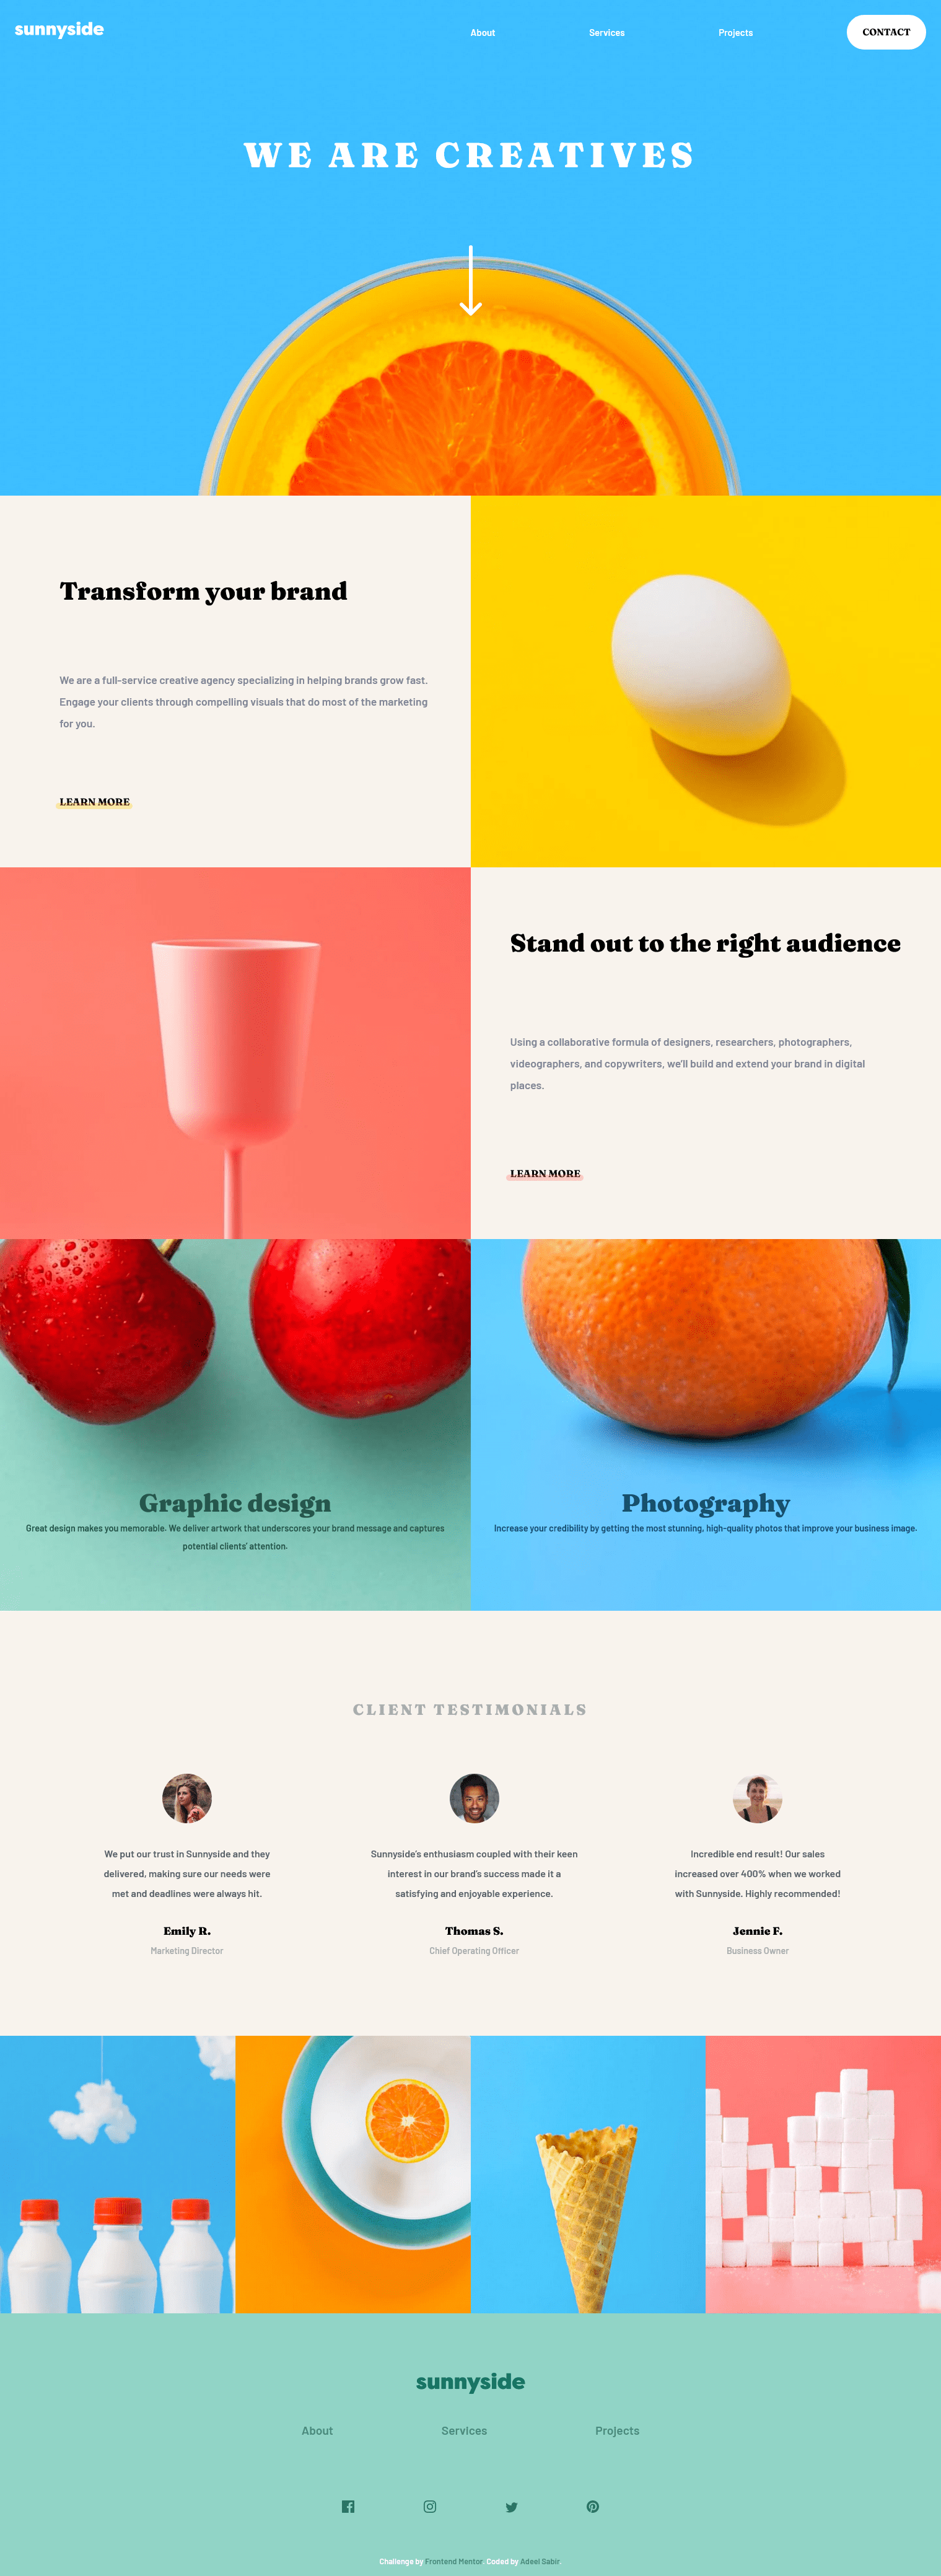 sunnyside
About Services Projects CONTACT
WE ARE CREATIVES
Transform your brand
We are a full-service creative agency specializing in helping brands grow fast.
Engage your clients through compelling visuals that do most of the marketing
for you.
LEARN MORE
Stand out to the right audience
Using a collaborative formula of designers, researchers, photographers,
videographers, and copywriters, we'll build and extend your brand in digital
places.
LEARN MORE
Graphic design
Great design makes you memorable. We deliver artwork that underscores your brand message and captures
potential clients' attention.
Photography
Increase your credibility by getting the most stunning, high-quality photos that improve your business image.
CLIENT TESTIMONIALS
We put our trust in Sunnyside and they
delivered, making sure our needs were
met and deadlines were always hit.
Emily R.
Marketing Director
Sunnyside's enthusiasm coupled with their keen
interest in our brand's success made it a
satisfying and enjoyable experience.
Thomas S.
Chief Operating Officer
Incredible end result! Our sales
increased over 400% when we worked
with Sunnyside. Highly recommended!
Jennie F.
Business Owner
sunnyside
About Services Projects
Challenge by Frontend Mentor. Coded by Adeel Sabir.